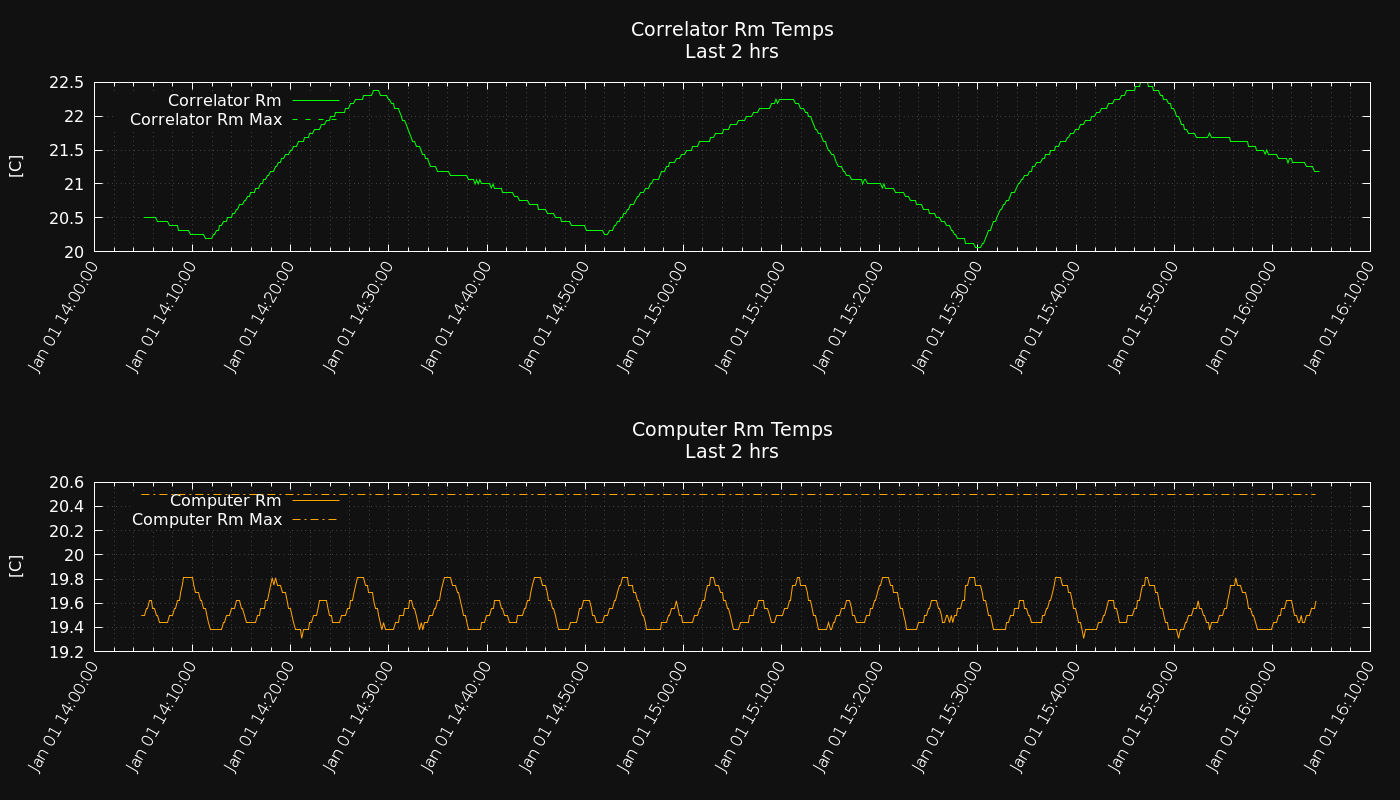 Correlator Rm Temps
Last 2 hrs
22.5
22
21.5
21
20.5
20
[C]
Correlator Rm
Correlator Rm Max
Jan 01 14:00:00
Jan 01 14:10:00
Jan 01 14:20:00
Jan 01 14:30:00
Jan 01 14:40:00
Jan 01 14:50:00
Jan 01 15:00:00
Jan 01 15:10:00
Jan 01 15:20:00
Jan 01 15:30:00
Jan 01 15:40:00
Jan 01 15:50:00
Jan 01 16:00:00
Jan 01 16:10:00
Computer Rm Temps
Last 2 hrs
20.6
20.4
20.2
20
19.8
19.6
19.4
19.2
[C]
Computer Rm
Computer Rm Max
Jan 01 14:00:00
Jan 01 14:10:00
Jan 01 14:20:00
Jan 01 14:30:00
Jan 01 14:40:00
Jan 01 14:50:00
Jan 01 15:00:00
Jan 01 15:10:00
Jan 01 15:20:00
Jan 01 15:30:00
Jan 01 15:40:00
Jan 01 15:50:00
Jan 01 16:00:00
Jan 01 16:10:00